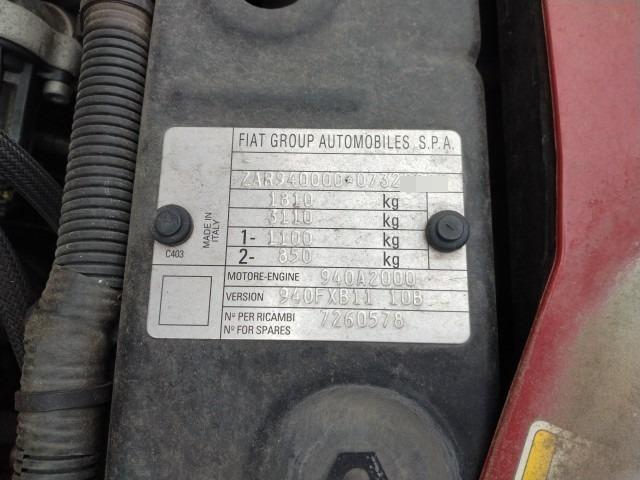 FIAT GROUP AUTOMOBILES S.P.A.
ZAR940000*0732
1810 kg
3110 kg
1- 1100 kg
2- 850 kg
MADE IN
ITALY
C403
MOTORE-ENGINE 940A2000
VERSION 940FXB11 10B
Nº PER RICAMBI 7260578
Nº FOR SPARES